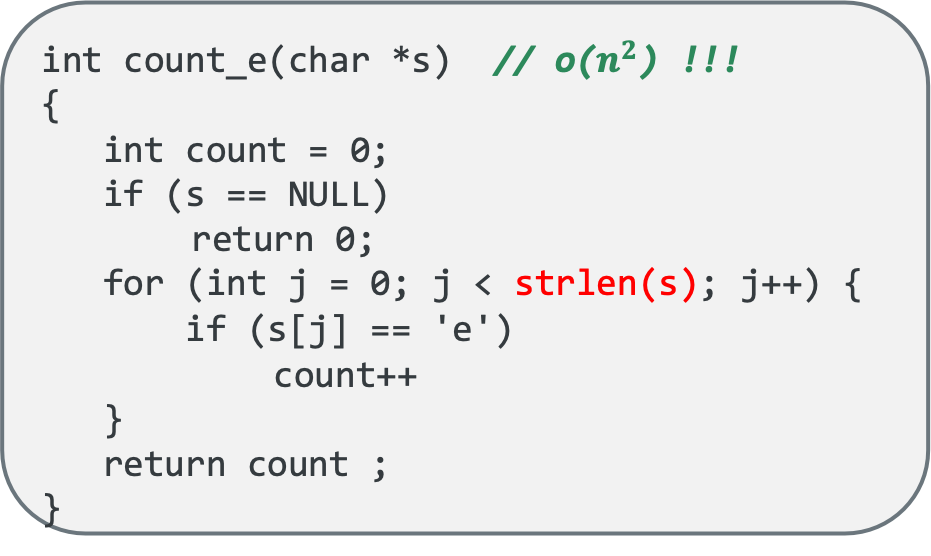 int count_e(char *s)  // o(n²) !!!
{
   int count = 0;
   if (s == NULL)
       return 0;
   for (int j = 0; j < strlen(s); j++) {
       if (s[j] == 'e')
           count++
   }
   return count ;
}